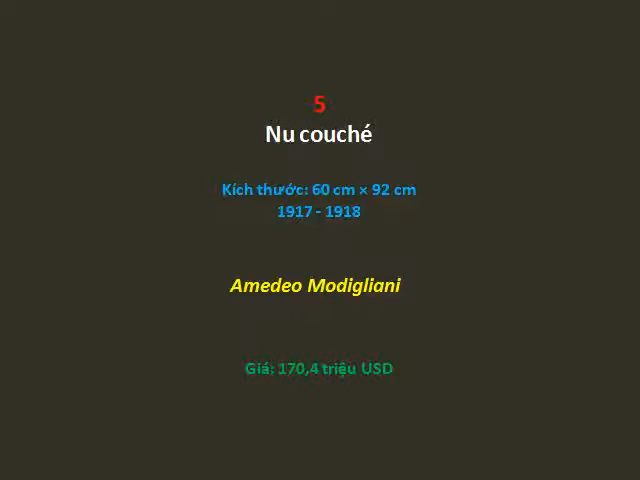 5
Nu couché
Kích thước: 60 cm × 92 cm
1917 - 1918
Amedeo Modigliani
Giá: 170,4 triệu USD